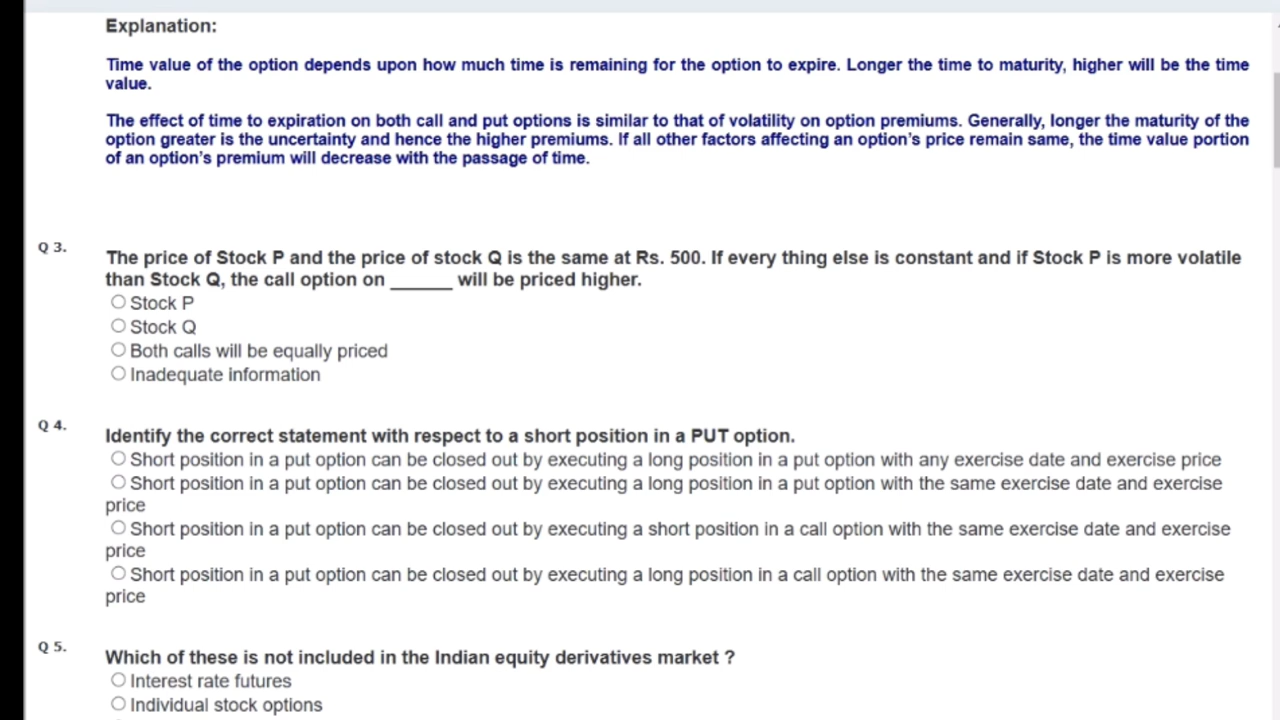 Explanation:
Time value of the option depends upon how much time is remaining for the option to expire. Longer the time to maturity, higher will be the time
value.
The effect of time to expiration on both call and put options is similar to that of volatility on option premiums. Generally, longer the maturity of the
option greater is the uncertainty and hence the higher premiums. If all other factors affecting an option's price remain same, the time value portion
of an option's premium will decrease with the passage of time.
Q 3.
The price of Stock P and the price of stock Q is the same at Rs. 500. If every thing else is constant and if Stock P is more volatile
than Stock Q, the call option on ______ will be priced higher.
Stock P
Stock Q
Both calls will be equally priced
Inadequate information
Q 4.
Identify the correct statement with respect to a short position in a PUT option.
Short position in a put option can be closed out by executing a long position in a put option with any exercise date and exercise price
Short position in a put option can be closed out by executing a long position in a put option with the same exercise date and exercise
price
Short position in a put option can be closed out by executing a short position in a call option with the same exercise date and exercise
price
Short position in a put option can be closed out by executing a long position in a call option with the same exercise date and exercise
price
Q 5.
Which of these is not included in the Indian equity derivatives market ?
Interest rate futures
Individual stock options